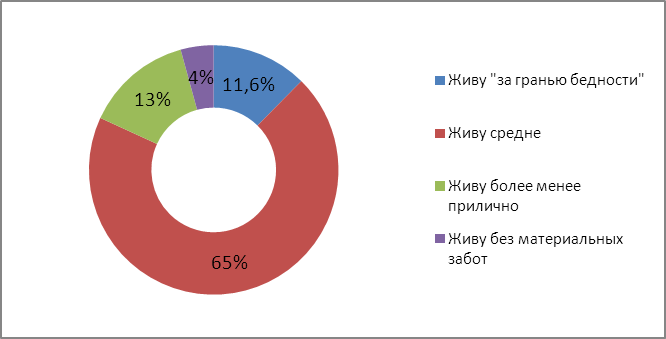 4%
11,6%
13%
65%
Живу "за гранью бедности"
Живу средне
Живу более менее
прилично
Живу без материальных
забот